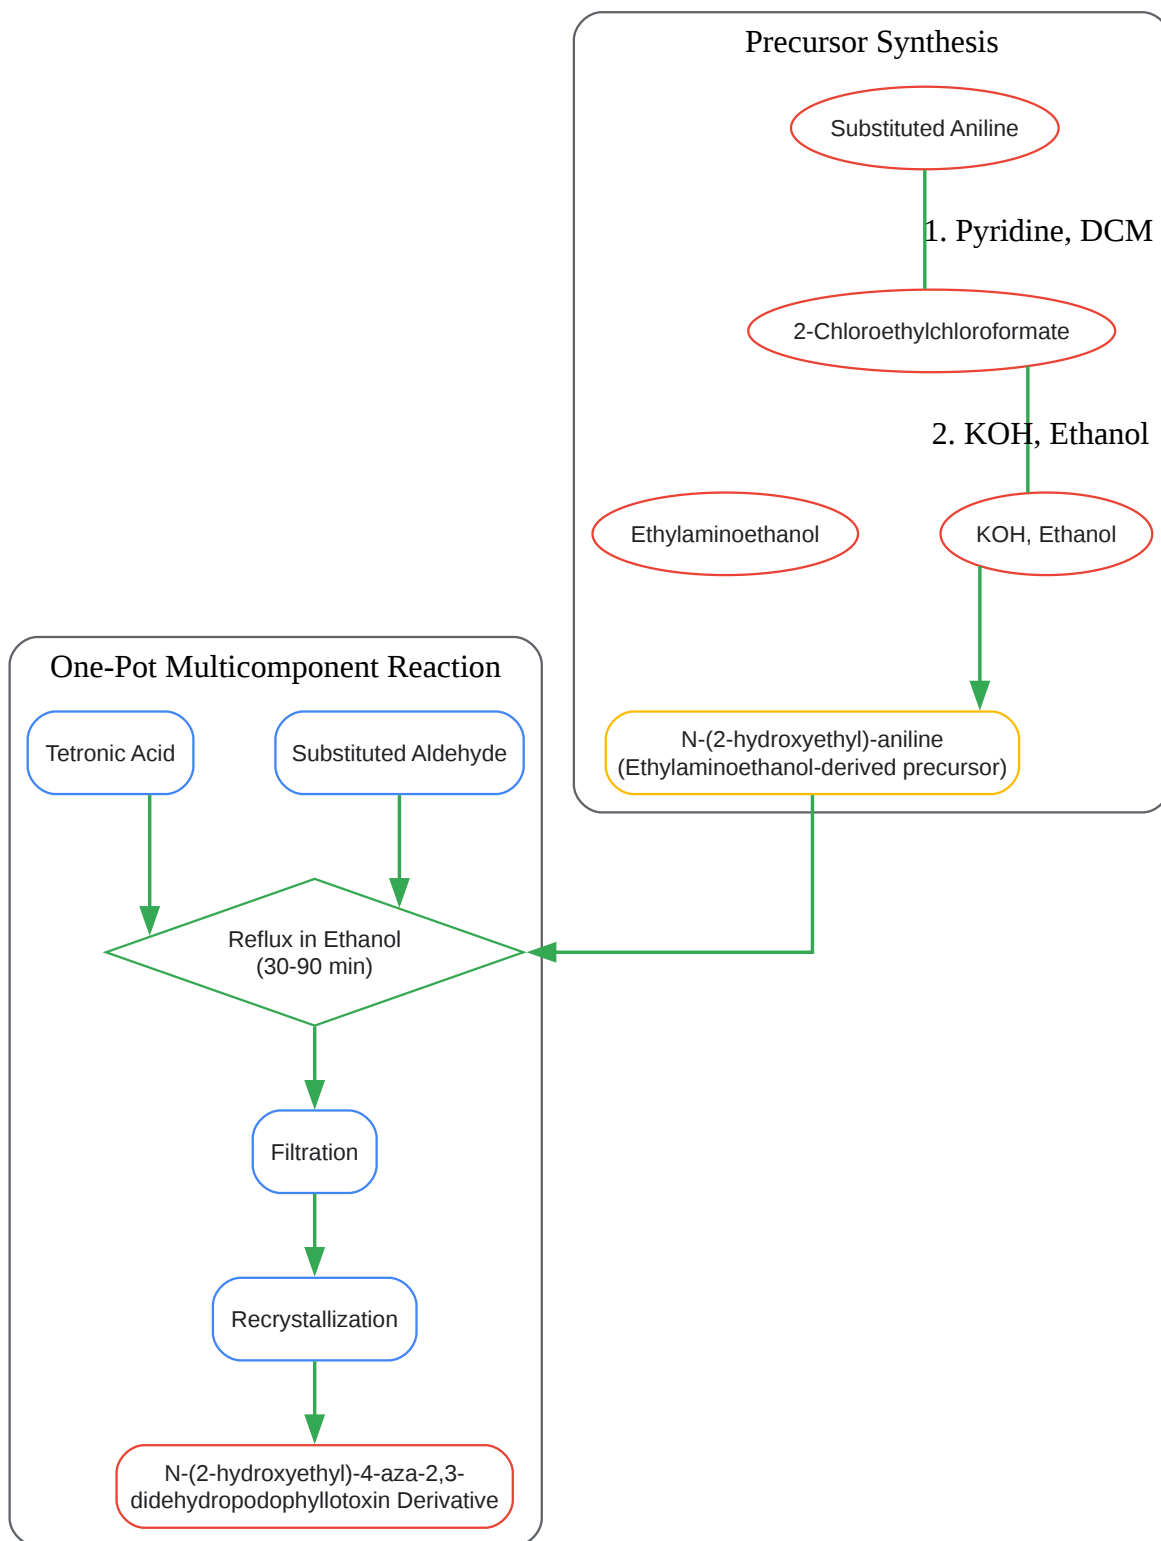 Precursor Synthesis
Substituted Aniline
1. Pyridine, DCM
2-Chloroethylchloroformate
2. KOH, Ethanol
Ethylaminoethanol
KOH, Ethanol
N-(2-hydroxyethyl)-aniline
(Ethylaminoethanol-derived precursor)
One-Pot Multicomponent Reaction
Tetronic Acid
Substituted Aldehyde
Reflux in Ethanol
(30-90 min)
Filtration
Recrystallization
N-(2-hydroxyethyl)-4-aza-2,3-
didehydropodophyllotoxin Derivative